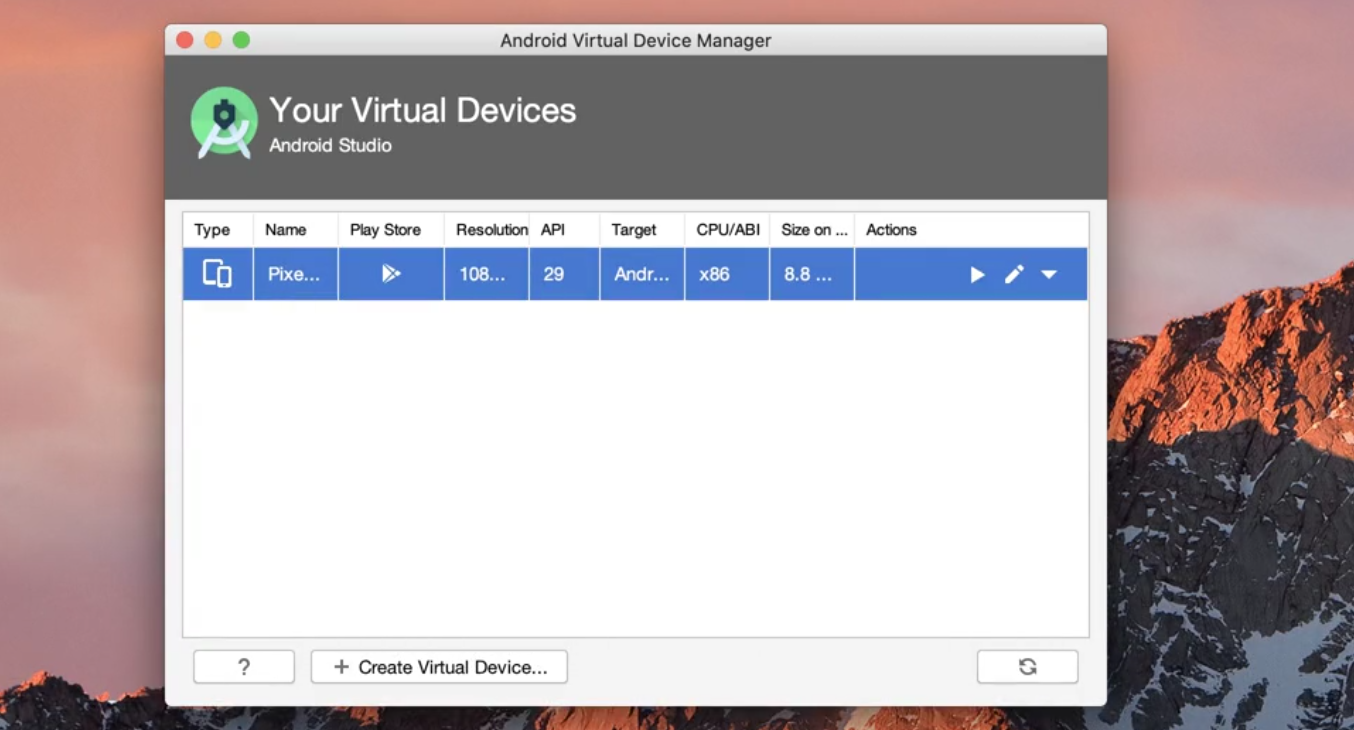 Android Virtual Device Manager
Your Virtual Devices
Android Studio
Type Name Play Store Resolution API Target CPU/ABI Size on ... Actions
Pixe... 108... 29 Andr... x86 8.8 ...
? + Create Virtual Device...